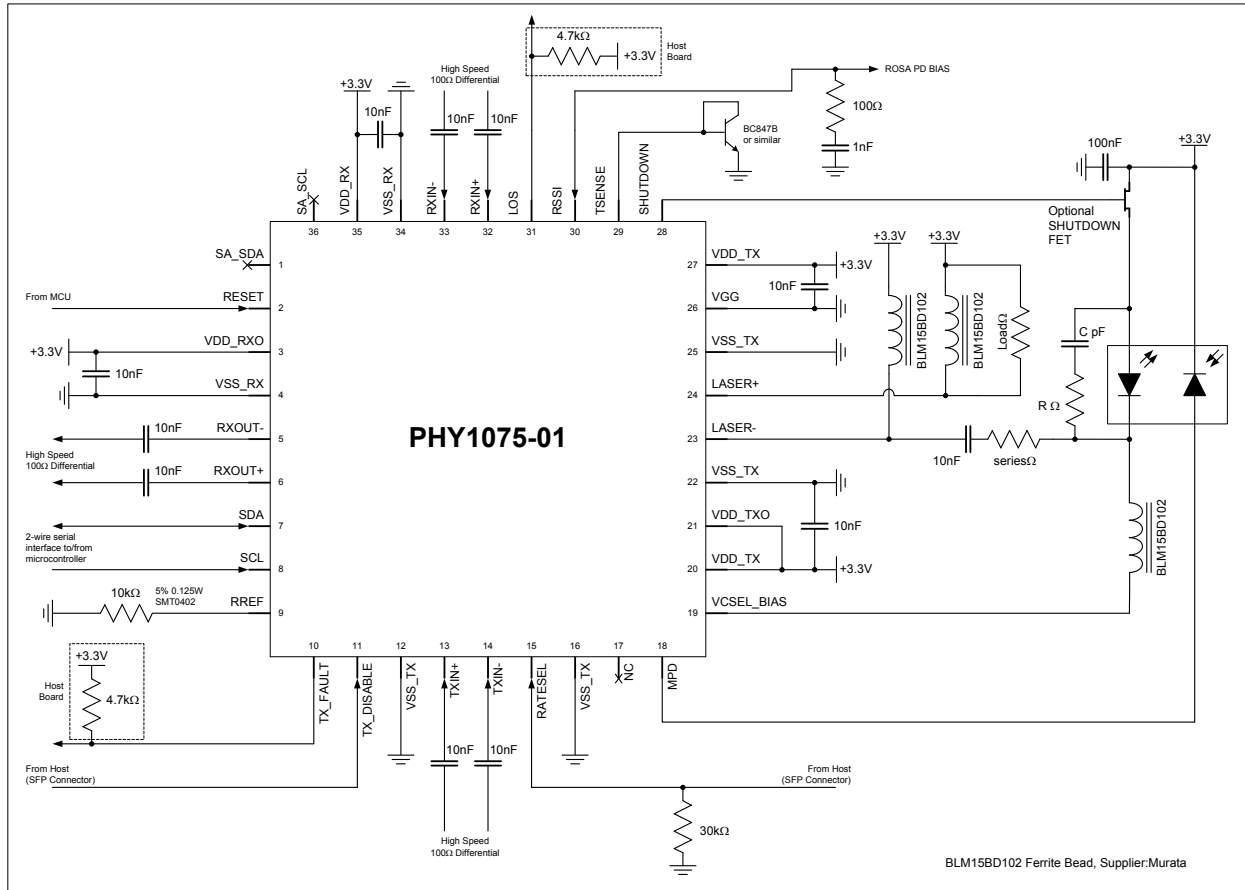 4.7kΩ
+3.3V
Host
Board
High Speed
100Ω Differential
+3.3V
10nF
10nF
10nF
ROSA PD BIAS
100Ω
1nF
BC847B
or similar
100nF
+3.3V
Optional
SHUTDOWN
FET
SA_SCL
VDD_RX
VSS_RX
RXIN-
RXIN+
LOS
RSSI
TSENSE
SHUTDOWN
36
35
34
33
32
31
30
29
28
SA_SDA
1
From MCU
RESET
2
+3.3V
VDD_RXO
3
10nF
VSS_RX
4
10nF
RXOUT-
5
High Speed
100Ω Differential
10nF
RXOUT+
6
SDA
7
2-wire serial
interface to/from
microcontroller
SCL
8
10kΩ
5% 0.125W
SMT0402
RREF
9
PHY1075-01
27
VDD_TX
+3.3V
10nF
26
VGG
25
VSS_TX
24
LASER+
23
LASER-
22
VSS_TX
21
VDD_TXO
10nF
20
VDD_TX
+3.3V
19
VCSEL_BIAS
+3.3V
+3.3V
BLM15BD102
BLM15BD102
LoadΩ
C pF
R Ω
10nF
seriesΩ
BLM15BD102
10
11
12
13
14
15
16
17
18
TX_FAULT
TX_DISABLE
VSS_TX
TXIN+
TXIN-
RATESEL
VSS_TX
NC
MPD
+3.3V
Host
Board
4.7kΩ
From Host
(SFP Connector)
10nF
10nF
High Speed
100Ω Differential
From Host
(SFP Connector)
30kΩ
BLM15BD102 Ferrite Bead, Supplier:Murata